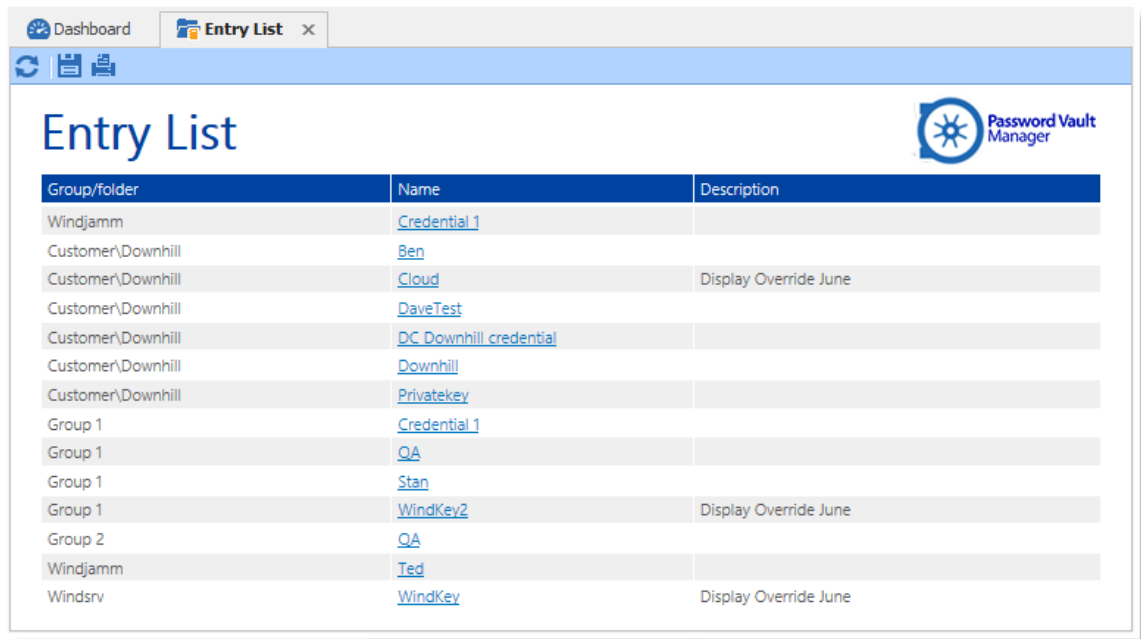 Dashboard Entry List
Entry List
Password Vault
Manager
Group/folder Name Description
Windjamm Credential 1
Customer\Downhill Ben
Customer\Downhill Cloud Display Override June
Customer\Downhill DaveTest
Customer\Downhill DC Downhill credential
Customer\Downhill Downhill
Customer\Downhill Privatekey
Group 1 Credential 1
Group 1 QA
Group 1 Stan
Group 1 WindKey2 Display Override June
Group 2 QA
Windjamm Ted
Windsrv WindKey Display Override June